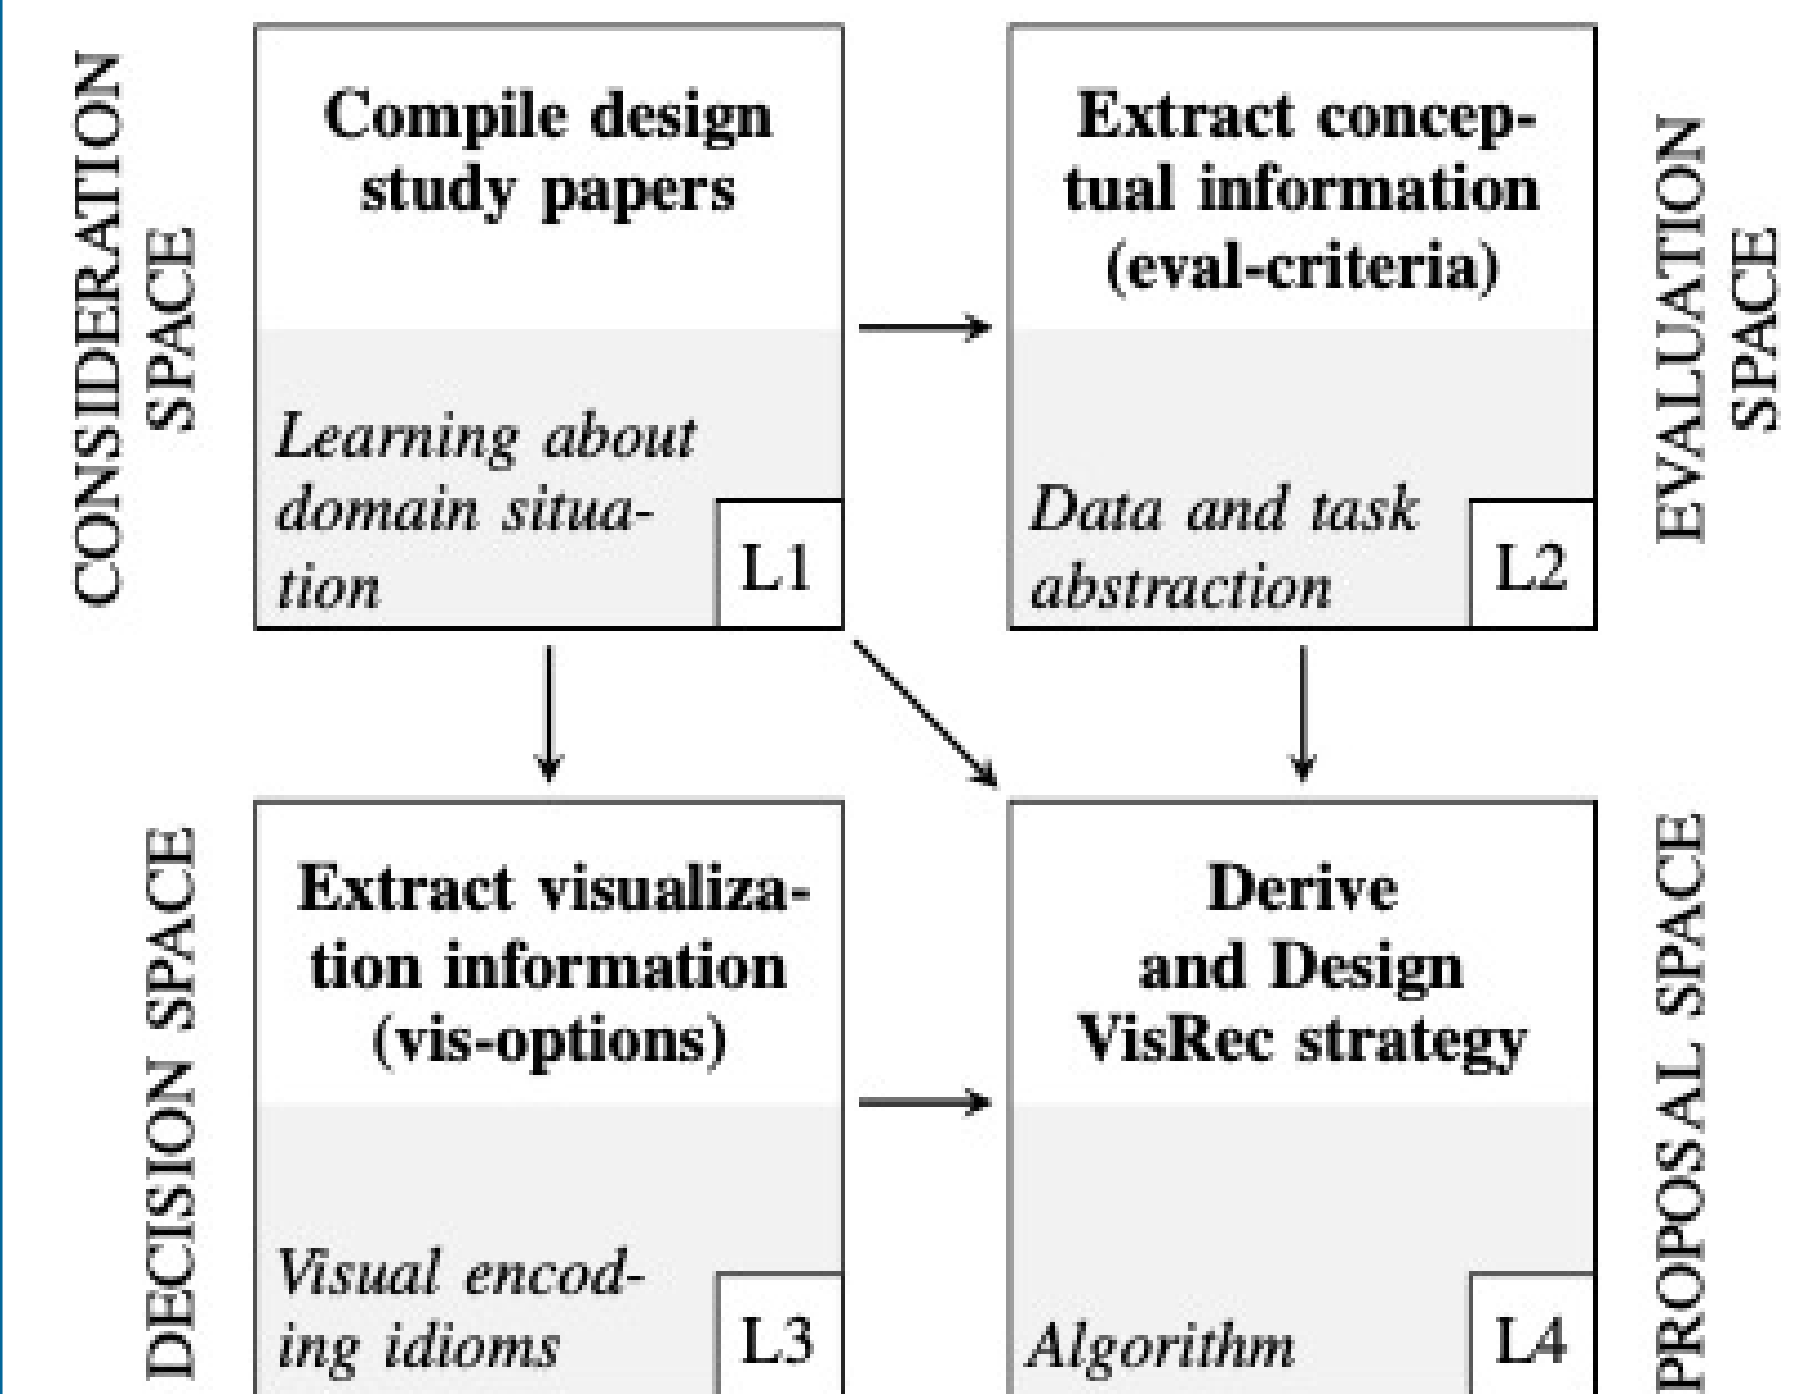 CONSIDERATION
SPACE
Compile design
study papers
Learning about
domain situa-
tion
L1
Extract concep-
tual information
(eval-criteria)
Data and task
abstraction
L2
EVALUATION
SPACE
DECISION SPACE
Extract visualiza-
tion information
(vis-options)
Visual encod-
ing idioms
L3
Derive
and Design
VisRec strategy
Algorithm
L4
PROPOSAL SPACE